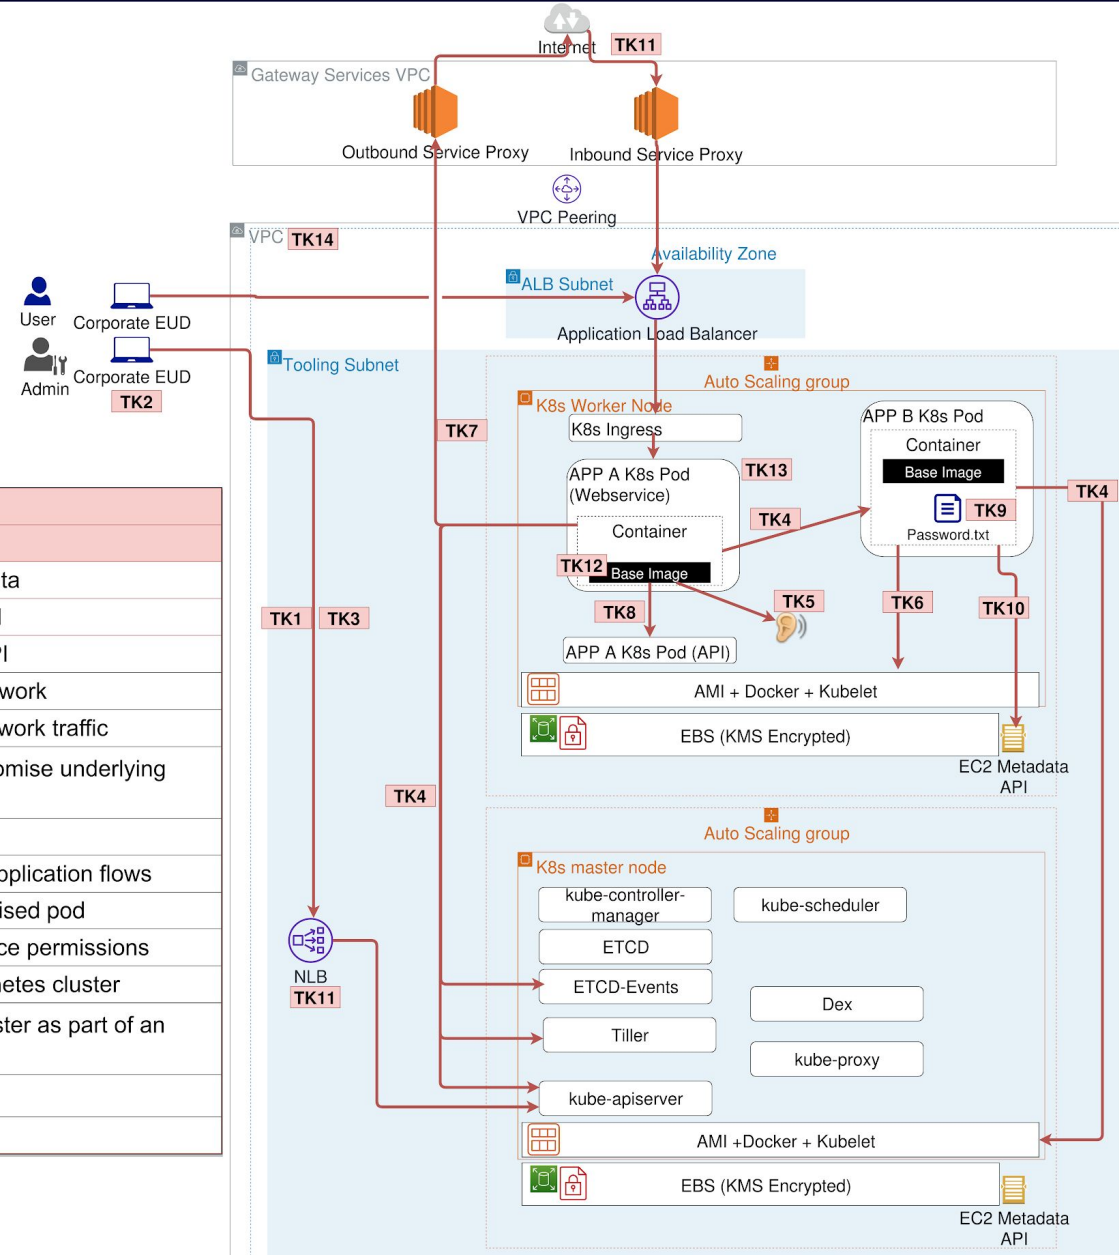 Internet
TK11
Gateway Services VPC
Outbound Service Proxy
Inbound Service Proxy
VPC Peering
VPC
TK14
Availability Zone
ALB Subnet
User
Corporate EUD
Application Load Balancer
Admin
Corporate EUD
TK2
Tooling Subnet
Auto Scaling group
K8s Worker Node
TK7
K8s Ingress
APP A K8s Pod
(Webservice)
TK13
Container
TK12
Base Image
TK4
APP B K8s Pod
Container
Base Image
TK9
Password.txt
TK4
TK8
TK5
TK6
TK10
TK1
TK3
APP A K8s Pod (API)
AMI + Docker + Kubelet
EBS (KMS Encrypted)
EC2 Metadata
API
TK4
Auto Scaling group
K8s master node
kube-controller-
manager
kube-scheduler
ETCD
ETCD-Events
Dex
Tiller
kube-proxy
kube-apiserver
NLB
TK11
AMI +Docker + Kubelet
EBS (KMS Encrypted)
EC2 Metadata
API
ta
work
work traffic
omise underlying
pplication flows
ised pod
ce permissions
netes cluster
ster as part of an